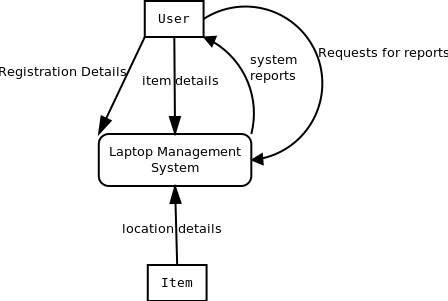 User
system
reports
Requests for reports
Registration Details
item details
Laptop Management
System
location details
Item